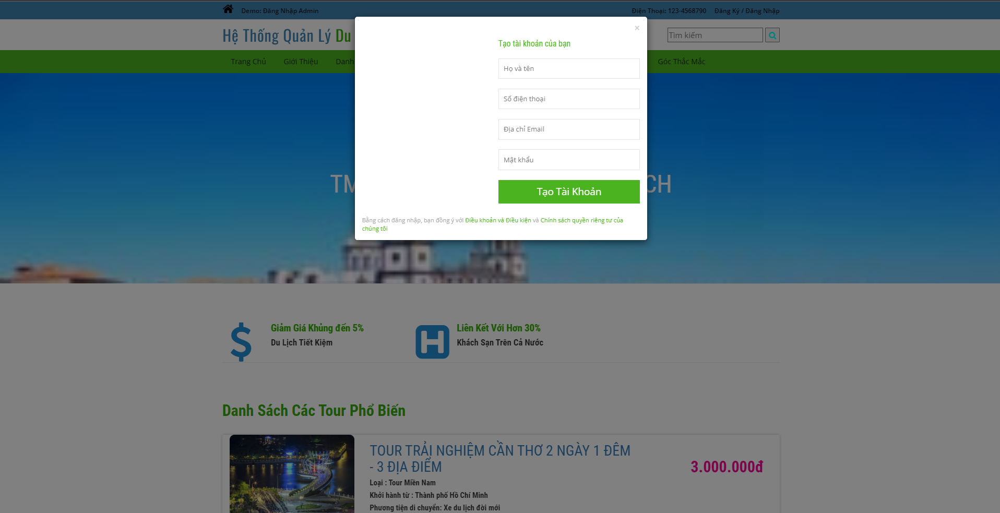 Demo: Đăng Nhập Admin
Điện Thoại: 123-4568790 Đăng Ký / Đăng Nhập
Hệ Thống Quản Lý Du
Tìm kiếm
Trang Chủ Giới Thiệu Danh Góc Thắc Mắc
×
Tạo tài khoản của bạn
Họ và tên
Số điện thoại
Địa chỉ Email
Mật khẩu
Tạo Tài Khoản
Bằng cách đăng nhập, bạn đồng ý với Điều khoản và Điều kiện và Chính sách quyền riêng tư của
chúng tôi
TM CH
Giảm Giá Khủng đến 5%
Du Lịch Tiết Kiệm
Liên Kết Với Hơn 30%
Khách Sạn Trên Cả Nước
Danh Sách Các Tour Phổ Biến
TOUR TRẢI NGHIỆM CẦN THƠ 2 NGÀY 1 ĐÊM
- 3 ĐỊA ĐIỂM
3.000.000đ
Loại : Tour Miền Nam
Khởi hành từ : Thành phố Hồ Chí Minh
Phương tiện di chuyển: Xe du lịch đời mới